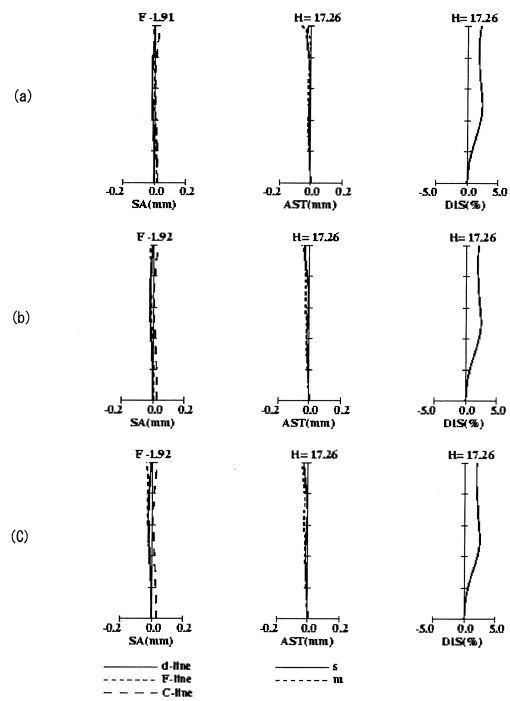 F -1.91 H= 17.26 H= 17.26
(a)
-0.2 0.0 0.2 -0.2 0.0 0.2 -5.0 0.0 5.0
SA(mm) AST(mm) DIS(%)
F -1.92 H= 17.26 H= 17.26
(b)
-0.2 0.0 0.2 -0.2 0.0 0.2 -5.0 0.0 5.0
SA(mm) AST(mm) DIS(%)
F -1.92 H= 17.26 H= 17.26
(C)
-0.2 0.0 0.2 -0.2 0.0 0.2 -5.0 0.0 5.0
SA(mm) AST(mm) DIS(%)
d-line s
F-line m
C-line